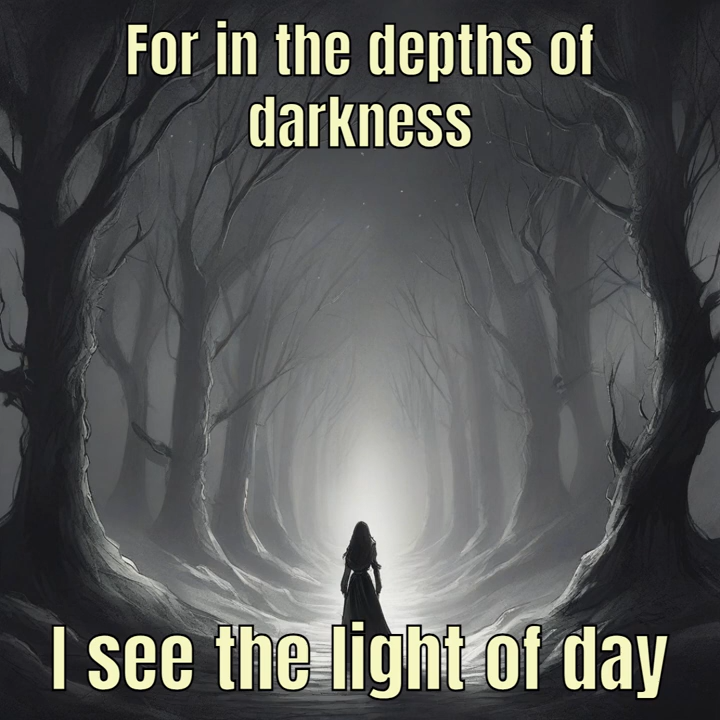 For in the depths of
darkness
I see the light of day